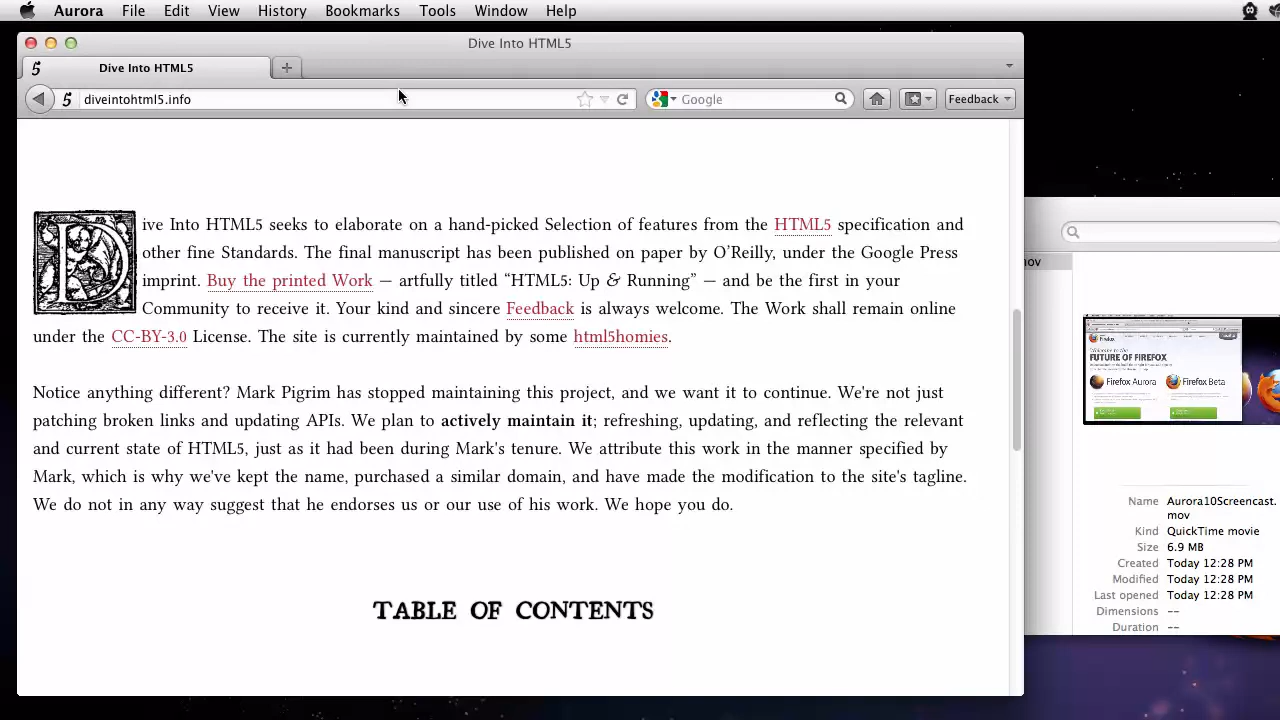 Aurora File Edit View History Bookmarks Tools Window Help
Dive Into HTML5
5 Dive Into HTML5
5 diveintohtml5.info Google Feedback
D
ive Into HTML5 seeks to elaborate on a hand-picked Selection of features from the HTML5 specification and
other fine Standards. The final manuscript has been published on paper by O'Reilly, under the Google Press
imprint. Buy the printed Work — artfully titled “HTML5: Up & Running” — and be the first in your
Community to receive it. Your kind and sincere Feedback is always welcome. The Work shall remain online
under the CC-BY-3.0 License. The site is currently maintained by some html5homies.
Notice anything different? Mark Pigrim has stopped maintaining this project, and we want it to continue. We're not just
patching broken links and updating APIs. We plan to actively maintain it; refreshing, updating, and reflecting the relevant
and current state of HTML5, just as it had been during Mark's tenure. We attribute this work in the manner specified by
Mark, which is why we've kept the name, purchased a similar domain, and have made the modification to the site's tagline.
We do not in any way suggest that he endorses us or our use of his work. We hope you do.
TABLE OF CONTENTS
mov
Firefox
Welcome to the
FUTURE OF FIREFOX
Firefox Aurora Firefox Beta
Name Aurora10Screencast.
mov
Kind QuickTime movie
Size 6.9 MB
Created Today 12:28 PM
Modified Today 12:28 PM
Last opened Today 12:28 PM
Dimensions --
Duration --